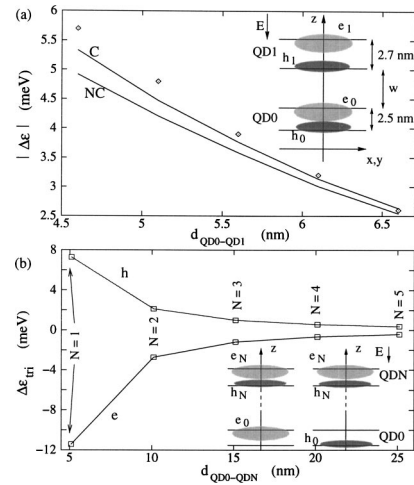 (a)
| Δε | (meV)
6
5.5
5
4.5
4
3.5
3
2.5
C
NC
E
z
e1
QD1
h1
2.7 nm
w
e0
QD0
2.5 nm
h0
x,y
4.5 5 5.5 6 6.5
dQD0–QD1 (nm)
(b)
Δεtri (meV)
8
4
0
-4
-8
-12
h
e
N = 1
N = 2
N = 3
N = 4
N = 5
z z E
eN eN
hN hN QDN
e0 h0 QD0
5 10 15 20 25
dQD0–QDN (nm)